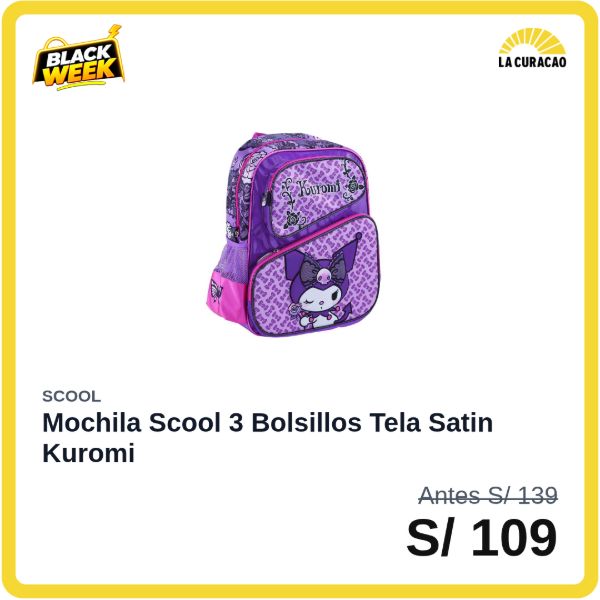 BLACK
WEEK
LA CURACAO
Kuromi
SCOOL
Mochila Scool 3 Bolsillos Tela Satin
Kuromi
Antes S/ 139
S/ 109